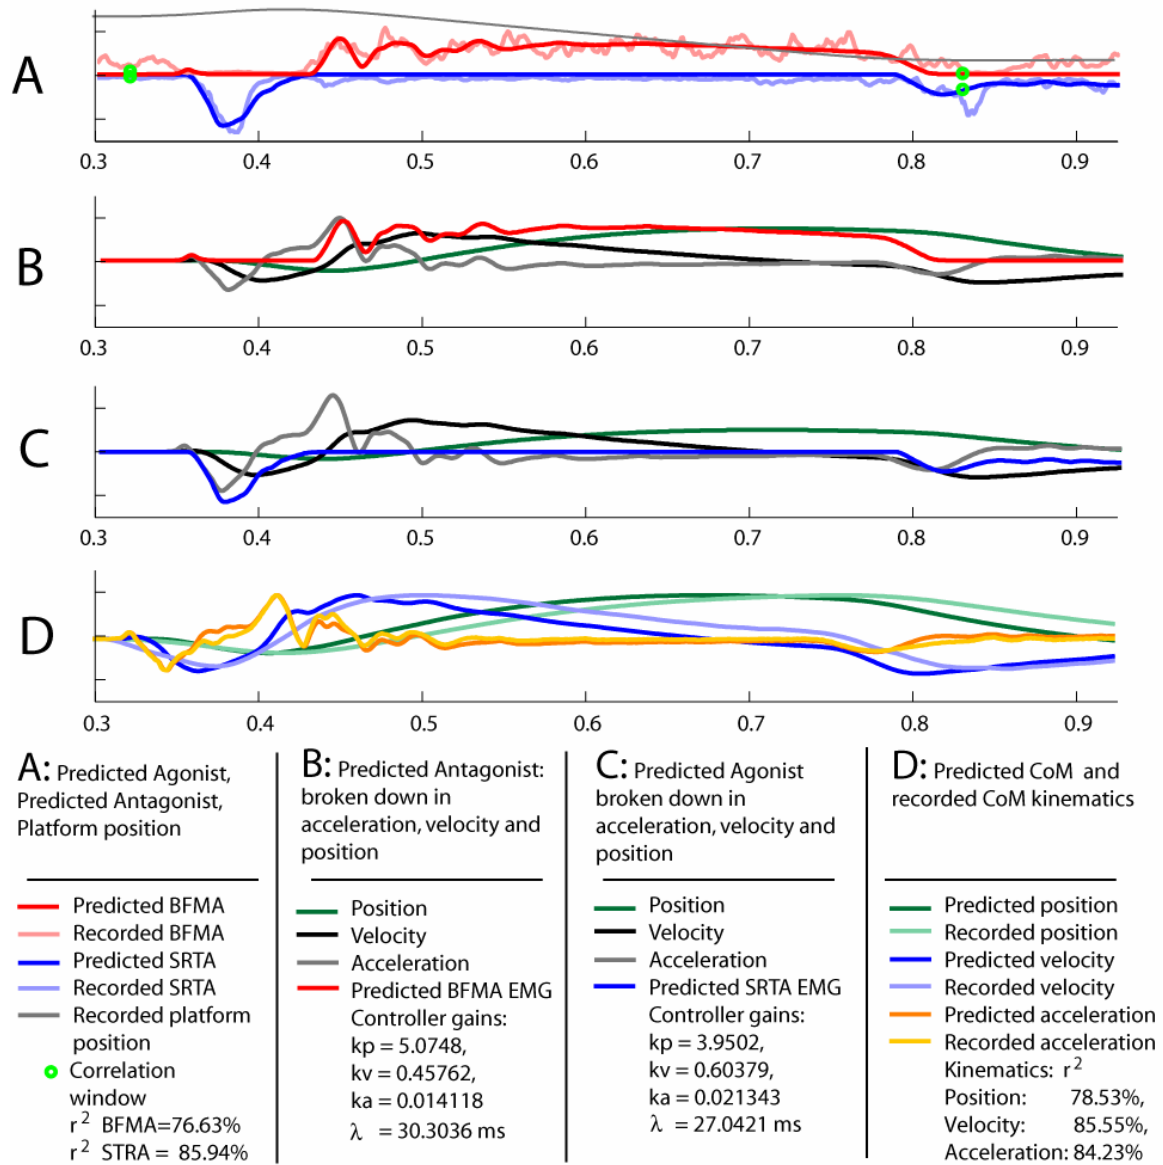 A
0.3 0.4 0.5 0.6 0.7 0.8 0.9
B
0.3 0.4 0.5 0.6 0.7 0.8 0.9
C
0.3 0.4 0.5 0.6 0.7 0.8 0.9
D
0.3 0.4 0.5 0.6 0.7 0.8 0.9
A: Predicted Agonist,
Predicted Antagonist,
Platform position
Predicted BFMA
Recorded BFMA
Predicted SRTA
Recorded SRTA
Recorded platform
position
Correlation
window
r² BFMA=76.63%
r² STRA = 85.94%
B: Predicted Antagonist:
broken down in
acceleration, velocity and
position
Position
Velocity
Acceleration
Predicted BFMA EMG
Controller gains:
kp = 5.0748,
kv = 0.45762,
ka = 0.014118
λ = 30.3036 ms
C: Predicted Agonist
broken down in
acceleration, velocity and
position
Position
Velocity
Acceleration
Predicted SRTA EMG
Controller gains:
kp = 3.9502,
kv = 0.60379,
ka = 0.021343
λ = 27.0421 ms
D: Predicted CoM and
recorded CoM kinematics
Predicted position
Recorded position
Predicted velocity
Recorded velocity
Predicted acceleration
Recorded acceleration
Kinematics: r²
Position: 78.53%,
Velocity: 85.55%,
Acceleration: 84.23%